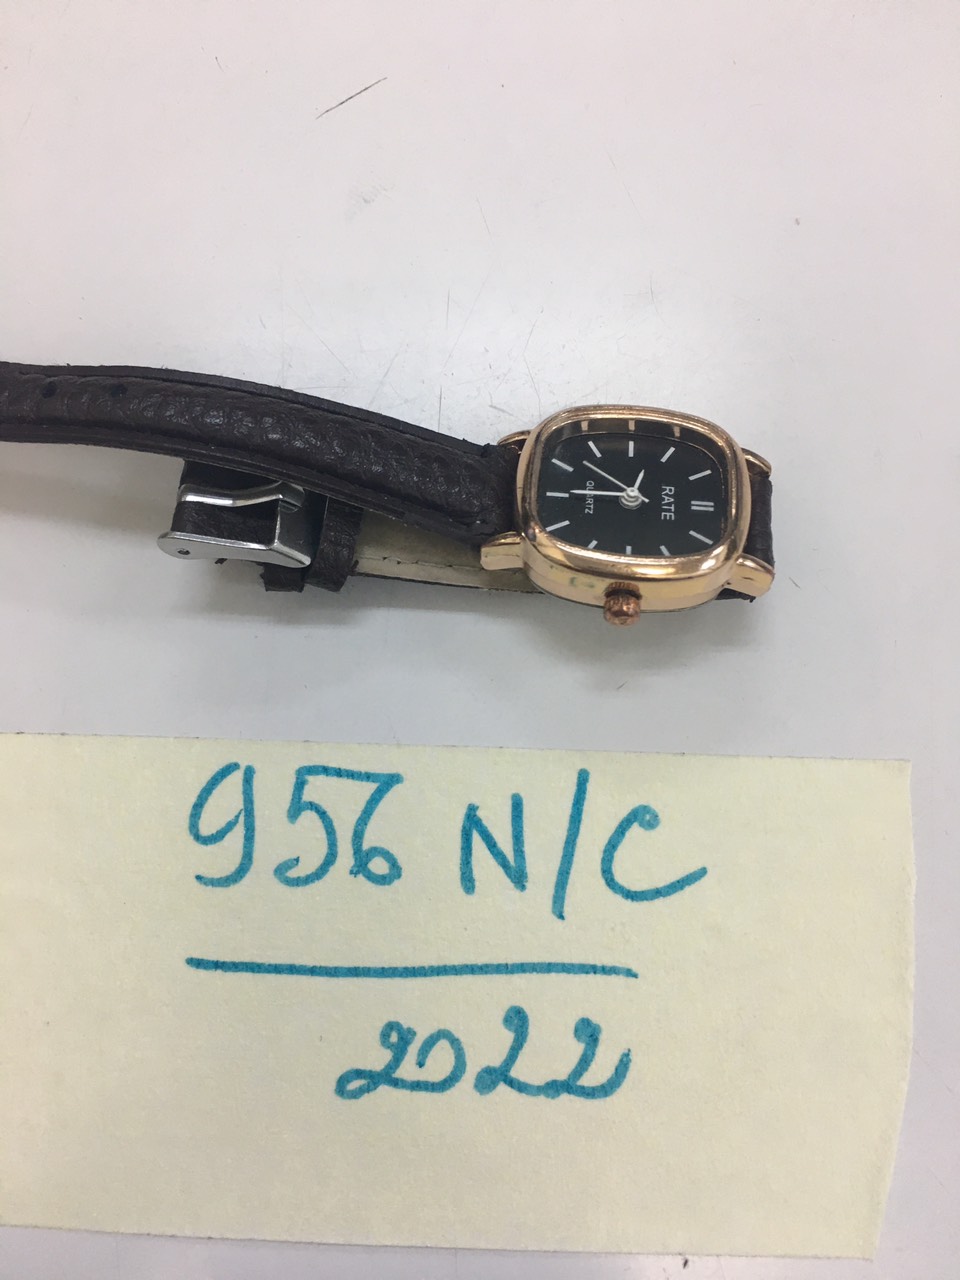 RATE
QUARTZ
956 N/C
2022